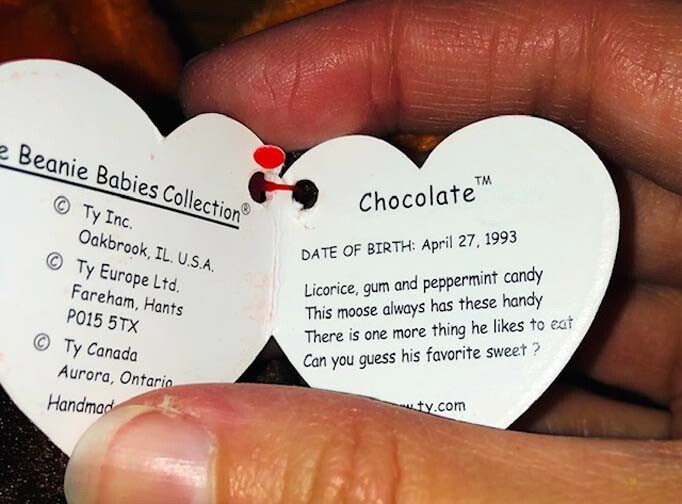 Beanie Babies Collection®
© Ty Inc.
Oakbrook, IL. U.S.A.
© Ty Europe Ltd.
Fareham, Hants
PO15 5TX
© Ty Canada
Aurora, Ontario
Chocolate™
DATE OF BIRTH: April 27, 1993
Licorice, gum and peppermint candy
This moose always has these handy
There is one more thing he likes to eat
Can you guess his favorite sweet ?
ty.com